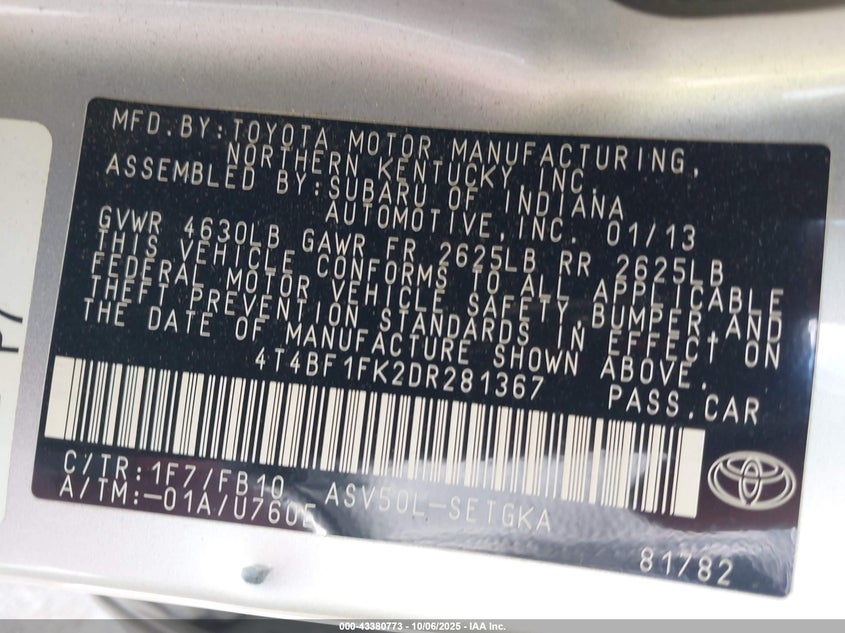 MFD.BY:TOYOTA MOTOR MANUFACTURING,
NORTHERN KENTUCKY,INC.
ASSEMBLED BY:SUBARU OF INDIANA
AUTOMOTIVE,INC. 01/13
GVWR 4630LB GAWR FR 2625LB RR 2625LB
THIS VEHICLE CONFORMS TO ALL APPLICABLE
FEDERAL MOTOR VEHICLE SAFETY,BUMPER,AND
THEFT PREVENTION STANDARDS IN EFFECT ON
THE DATE OF MANUFACTURE SHOWN ABOVE.
4T4BF1FK2DR281367
PASS.CAR
C/TR:1F7/FB10 ASV50L-SETGKA
A/TM:-01A/U760E
81782
000-43380773 - 10/06/2025 - IAA Inc.